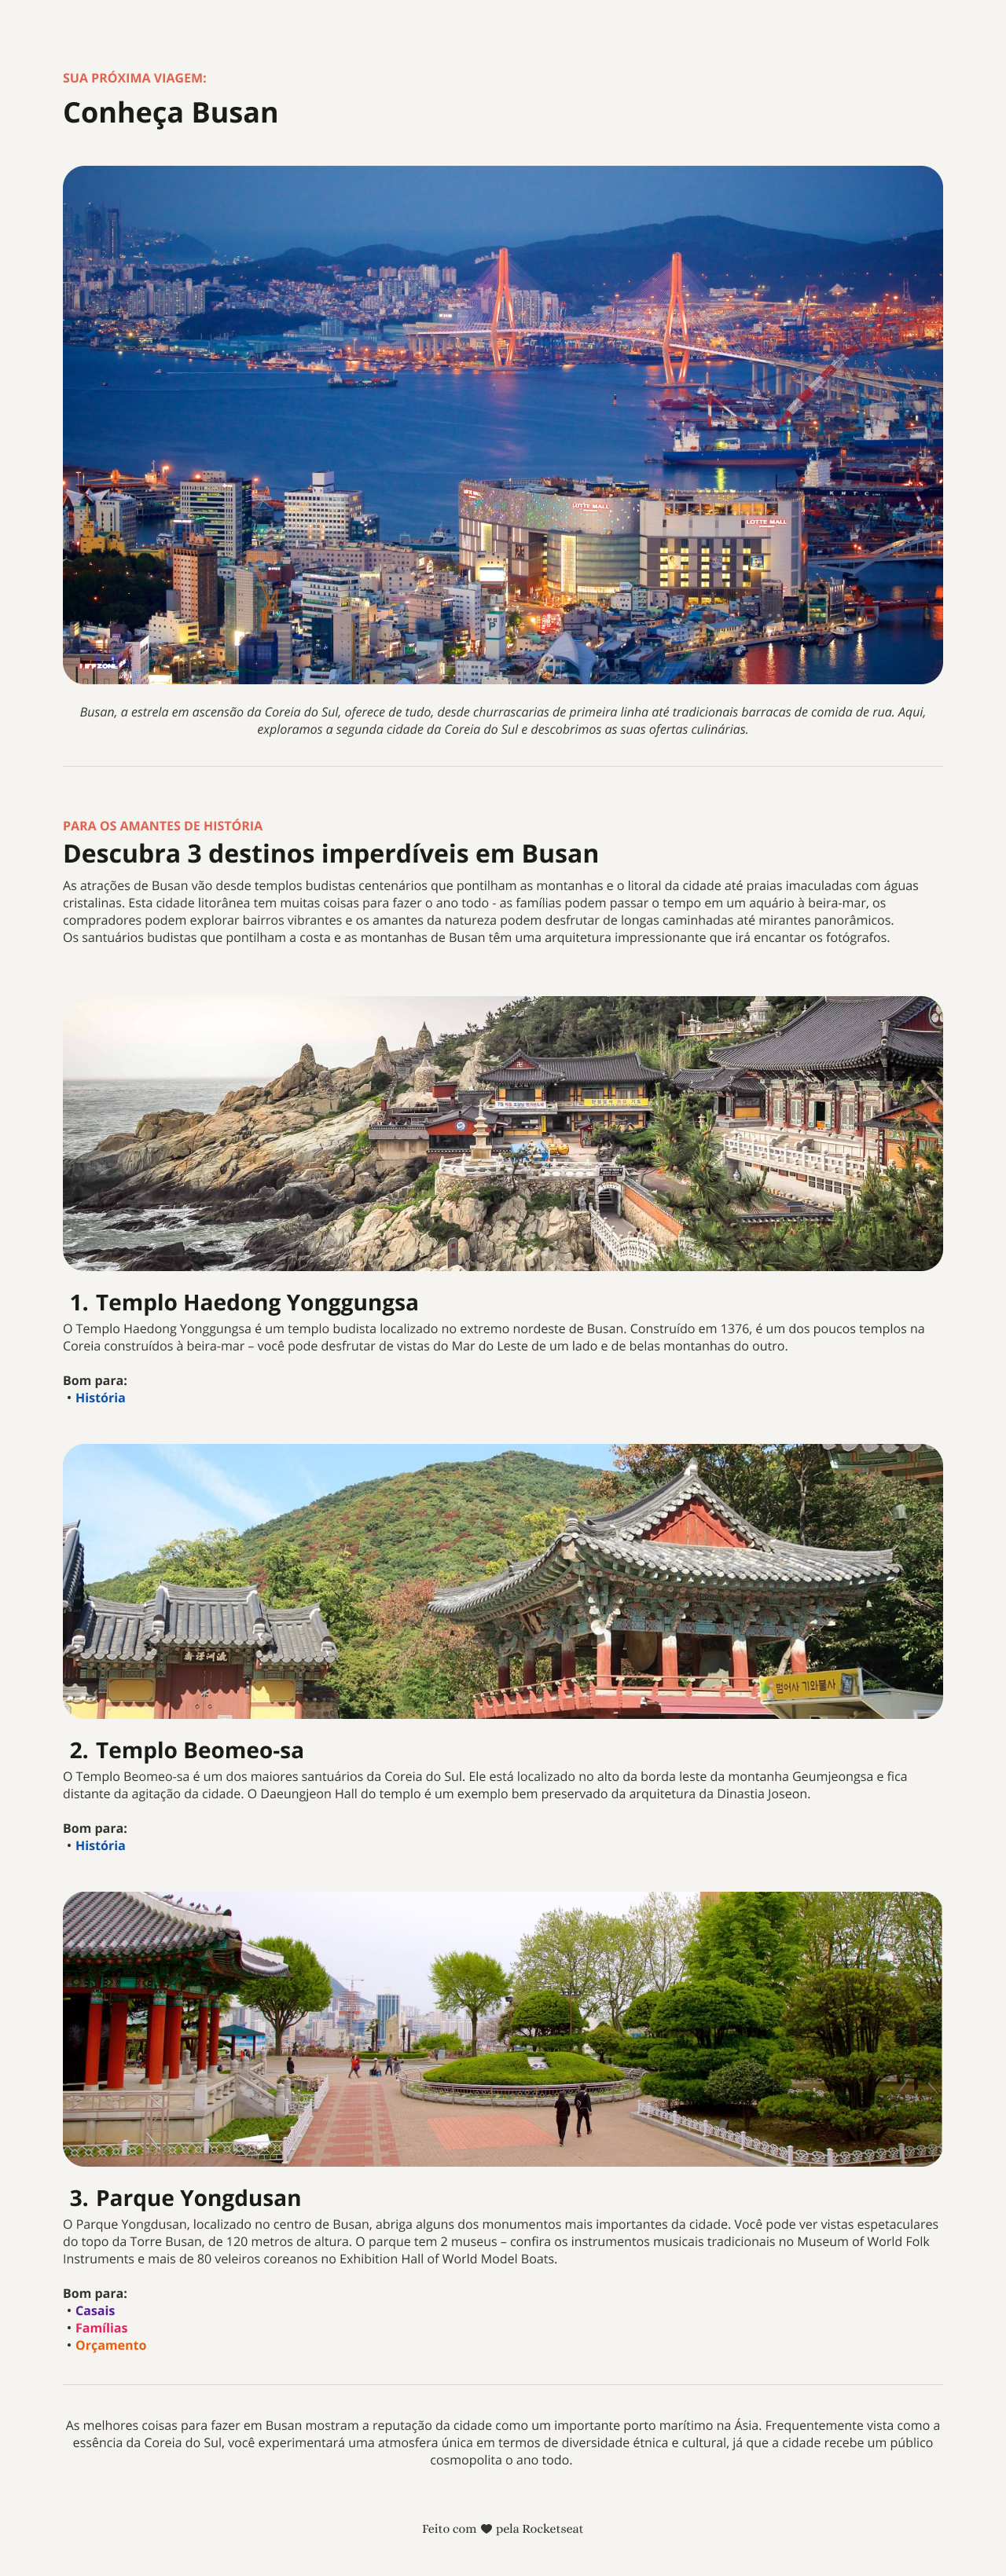 SUA PRÓXIMA VIAGEM:
Conheça Busan
LOTTE MALL
LOTTE MALL
Busan, a estrela em ascensão da Coreia do Sul, oferece de tudo, desde churrascarias de primeira linha até tradicionais barracas de comida de rua. Aqui,
exploramos a segunda cidade da Coreia do Sul e descobrimos as suas ofertas culinárias.
PARA OS AMANTES DE HISTÓRIA
Descubra 3 destinos imperdíveis em Busan
As atrações de Busan vão desde templos budistas centenários que pontilham as montanhas e o litoral da cidade até praias imaculadas com águas
cristalinas. Esta cidade litorânea tem muitas coisas para fazer o ano todo - as famílias podem passar o tempo em um aquário à beira-mar, os
compradores podem explorar bairros vibrantes e os amantes da natureza podem desfrutar de longas caminhadas até mirantes panorâmicos.
Os santuários budistas que pontilham a costa e as montanhas de Busan têm uma arquitetura impressionante que irá encantar os fotógrafos.
1. Templo Haedong Yonggungsa
O Templo Haedong Yonggungsa é um templo budista localizado no extremo nordeste de Busan. Construído em 1376, é um dos poucos templos na
Coreia construídos à beira-mar – você pode desfrutar de vistas do Mar do Leste de um lado e de belas montanhas do outro.
Bom para:
• História
범어사 기와불사
2. Templo Beomeo-sa
O Templo Beomeo-sa é um dos maiores santuários da Coreia do Sul. Ele está localizado no alto da borda leste da montanha Geumjeongsa e fica
distante da agitação da cidade. O Daeungjeon Hall do templo é um exemplo bem preservado da arquitetura da Dinastia Joseon.
Bom para:
• História
3. Parque Yongdusan
O Parque Yongdusan, localizado no centro de Busan, abriga alguns dos monumentos mais importantes da cidade. Você pode ver vistas espetaculares
do topo da Torre Busan, de 120 metros de altura. O parque tem 2 museus – confira os instrumentos musicais tradicionais no Museum of World Folk
Instruments e mais de 80 veleiros coreanos no Exhibition Hall of World Model Boats.
Bom para:
• Casais
• Famílias
• Orçamento
As melhores coisas para fazer em Busan mostram a reputação da cidade como um importante porto marítimo na Ásia. Frequentemente vista como a
essência da Coreia do Sul, você experimentará uma atmosfera única em termos de diversidade étnica e cultural, já que a cidade recebe um público
cosmopolita o ano todo.
Feito com ♥ pela Rocketseat